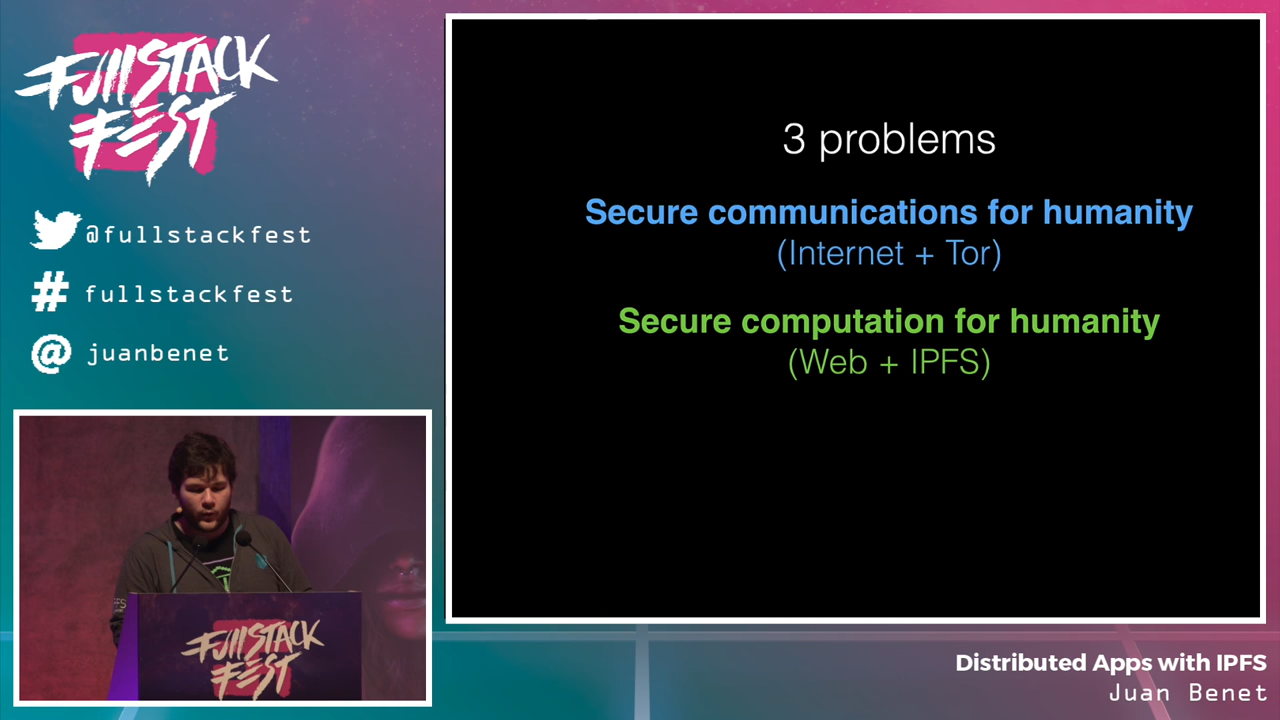 FullStack
Fest
@fullstackfest
# fullstackfest
@ juanbenet
3 problems
Secure communications for humanity
(Internet + Tor)
Secure computation for humanity
(Web + IPFS)
FullStack
Fest
Distributed Apps with IPFS
Juan Benet